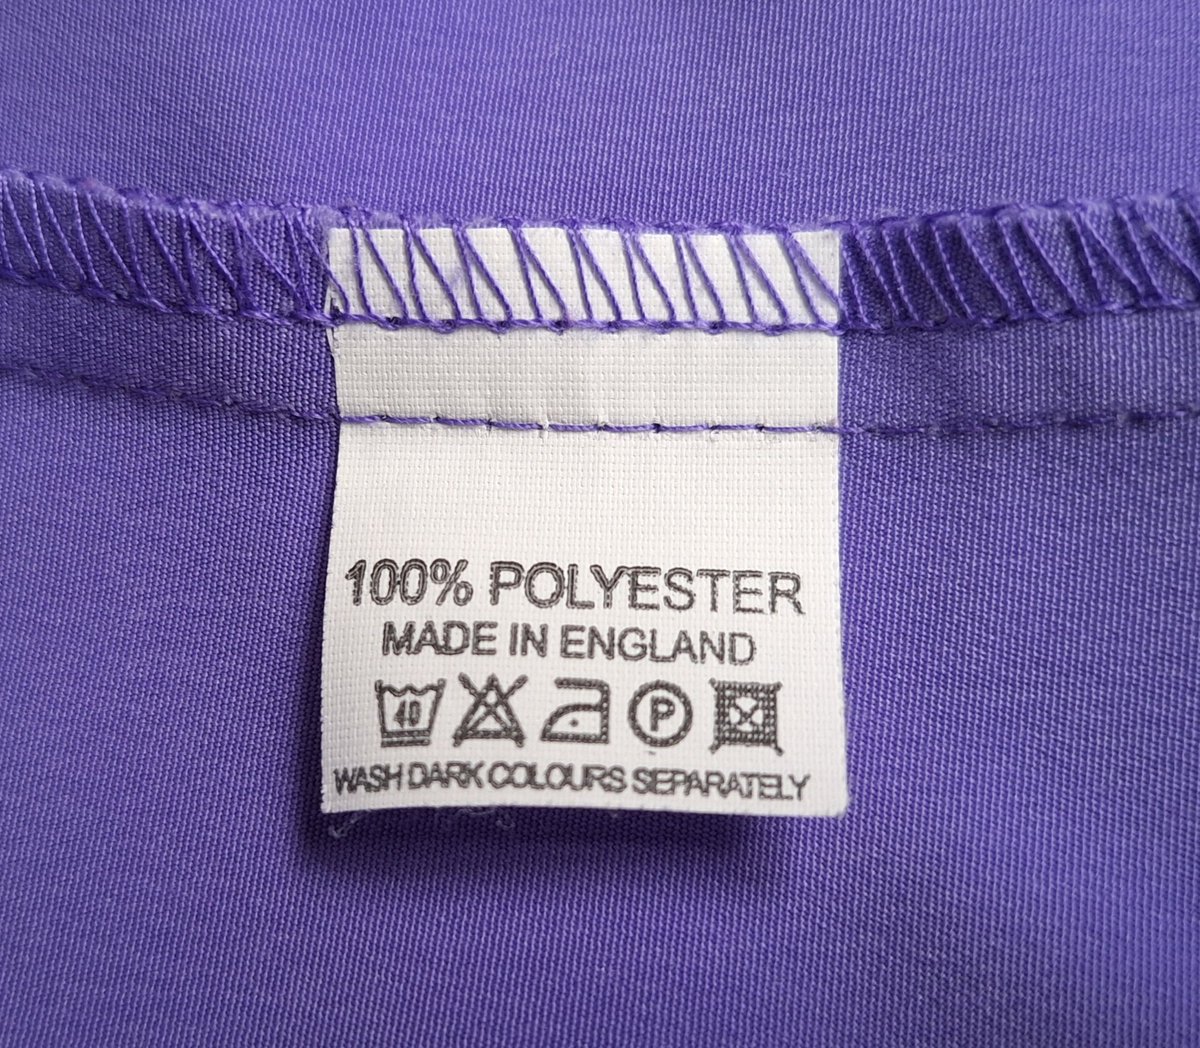 100% POLYESTER
MADE IN ENGLAND
40 P
WASH DARK COLOURS SEPARATELY